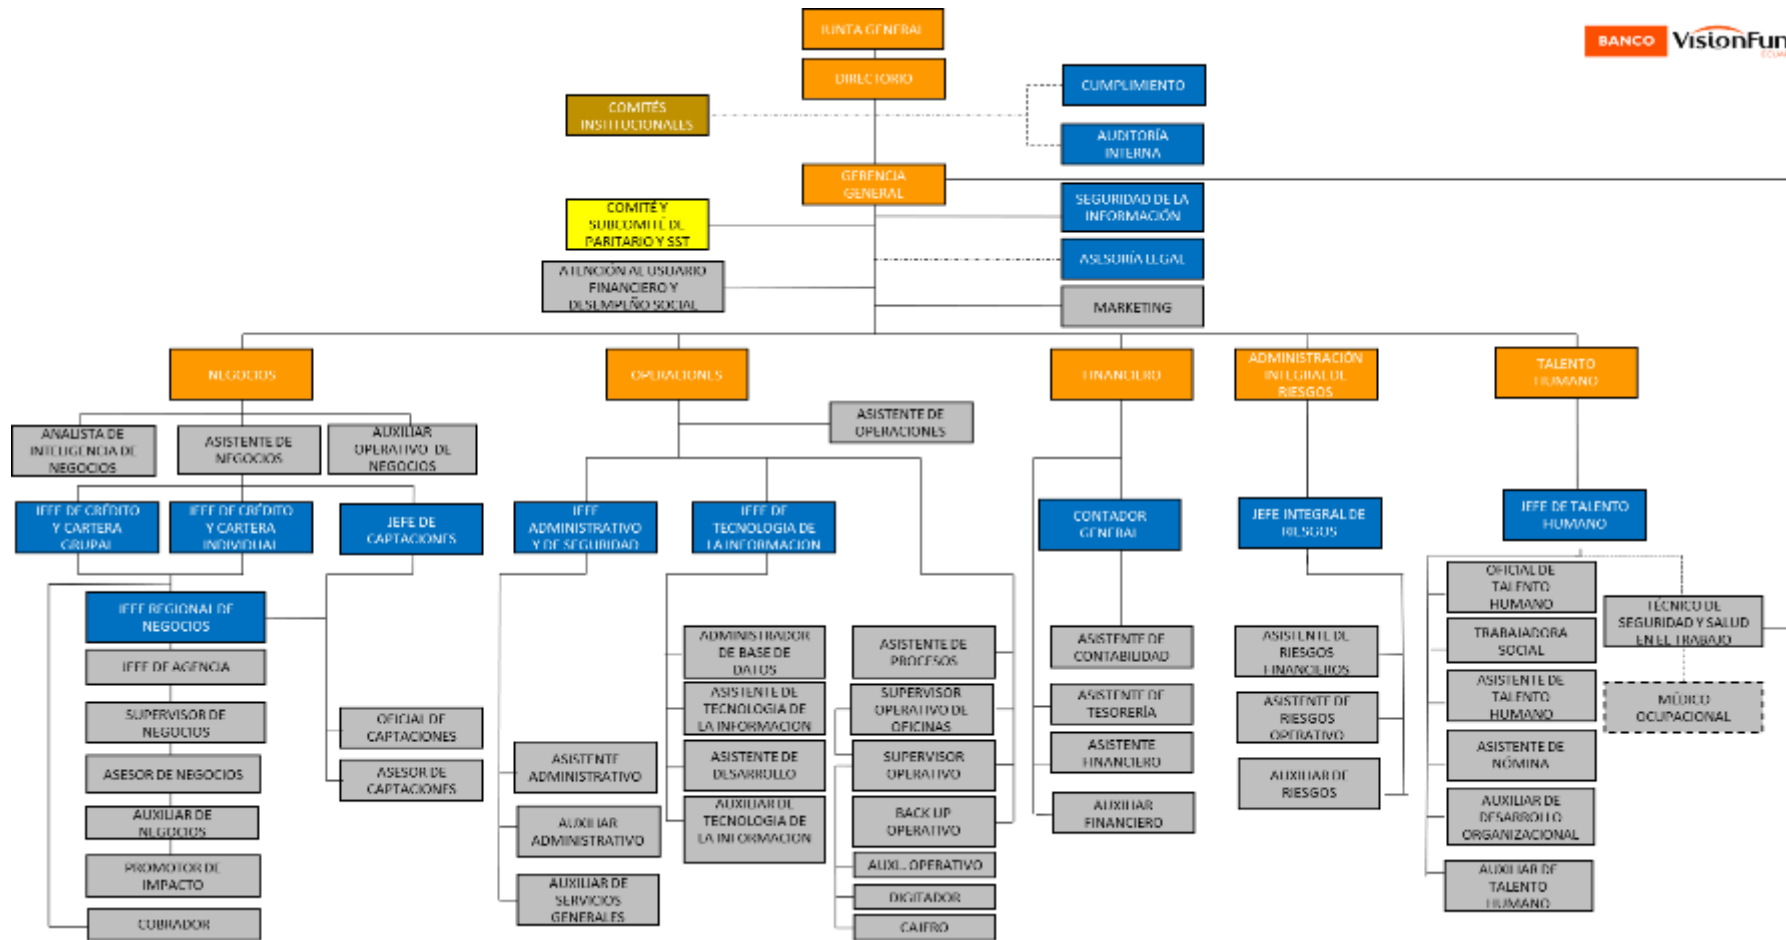 JUNTA GENERAL
BANCO VisionFun
ECUA
DIRECTORIO
CUMPLIMIENTO
COMITÉS
INSTITUCIONALES
AUDITORÍA
INTERNA
GERENCIA
GENERAL
SEGURIDAD DE LA
INFORMACIÓN
COMITÉ Y
SUBCOMITÉ DE
PARITARIO Y SST
ASESORÍA LEGAL
ATENCIÓN AL USUARIO
FINANCIERO Y
DESEMPEÑO SOCIAL
MARKETING
NEGOCIOS
OPERACIONES
FINANCIERO
ADMINISTRACIÓN
INTEGRAL DE
RIESGOS
TALENTO
HUMANO
ANALISTA DE
INTELIGENCIA DE
NEGOCIOS
ASISTENTE DE
NEGOCIOS
AUXILIAR
OPERATIVO DE
NEGOCIOS
ASISTENTE DE
OPERACIONES
JEFE DE CRÉDITO
Y CARTERA
GRUPAL
JEFE DE CRÉDITO
Y CARTERA
INDIVIDUAL
JEFE DE
CAPTACIONES
JEFE
ADMINISTRATIVO
Y DE SEGURIDAD
JEFE DE
TECNOLOGIA DE
LA INFORMACION
CONTADOR
GENERAL
JEFE INTEGRAL DE
RIESGOS
JEFE DE TALENTO
HUMANO
JEFE REGIONAL DE
NEGOCIOS
JEFE DE AGENCIA
SUPERVISOR DE
NEGOCIOS
ASESOR DE NEGOCIOS
AUXILIAR DE
NEGOCIOS
PROMOTOR DE
IMPACTO
COBRADOR
OFICIAL DE
CAPTACIONES
ASESOR DE
CAPTACIONES
ASISTENTE
ADMINISTRATIVO
AUXILIAR
ADMINISTRATIVO
AUXILIAR DE
SERVICIOS
GENERALES
ADMINISTRADOR
DE BASE DE
DATOS
ASISTENTE DE
TECNOLOGIA DE
LA INFORMACION
ASISTENTE DE
DESARROLLO
AUXILIAR DE
TECNOLOGIA DE
LA INFORMACION
ASISTENTE DE
PROCESOS
SUPERVISOR
OPERATIVO DE
OFICINAS
SUPERVISOR
OPERATIVO
BACK UP
OPERATIVO
AUXL. OPERATIVO
DIGITADOR
CAJERO
ASISTENTE DE
CONTABILIDAD
ASISTENTE DE
TESORERÍA
ASISTENTE
FINANCIERO
AUXILIAR
FINANCIERO
ASISTENTE DE
RIESGOS
FINANCIEROS
ASISTENTE DE
RIESGOS
OPERATIVO
AUXILIAR DE
RIESGOS
OFICIAL DE
TALENTO
HUMANO
TRABAJADORA
SOCIAL
ASISTENTE DE
TALENTO
HUMANO
ASISTENTE DE
NÓMINA
AUXILIAR DE
DESARROLLO
ORGANIZACIONAL
AUXILIAR DE
TALENTO
HUMANO
TÉCNICO DE
SEGURIDAD Y SALUD
EN EL TRABAJO
MÉDICO
OCUPACIONAL